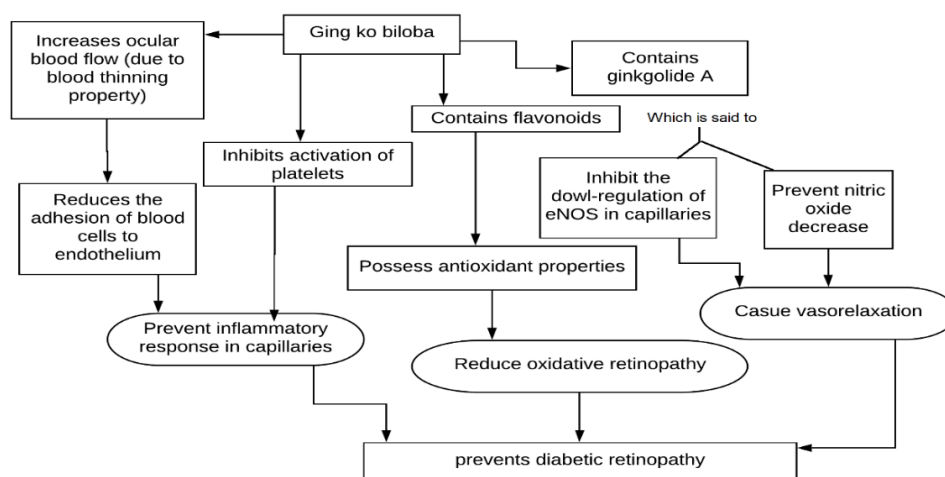 Ging ko biloba
Increases ocular
blood flow (due to
blood thinning
property)
Contains
ginkgolide A
Contains flavonoids
Which is said to
Inhibits activation of
platelets
Inhibit the
dowl-regulation of
eNOS in capillaries
Prevent nitric
oxide
decrease
Reduces the
adhesion of blood
cells to
endothelium
Possess antioxidant properties
Prevent inflammatory
response in capillaries
Casue vasorelaxation
Reduce oxidative retinopathy
prevents diabetic retinopathy